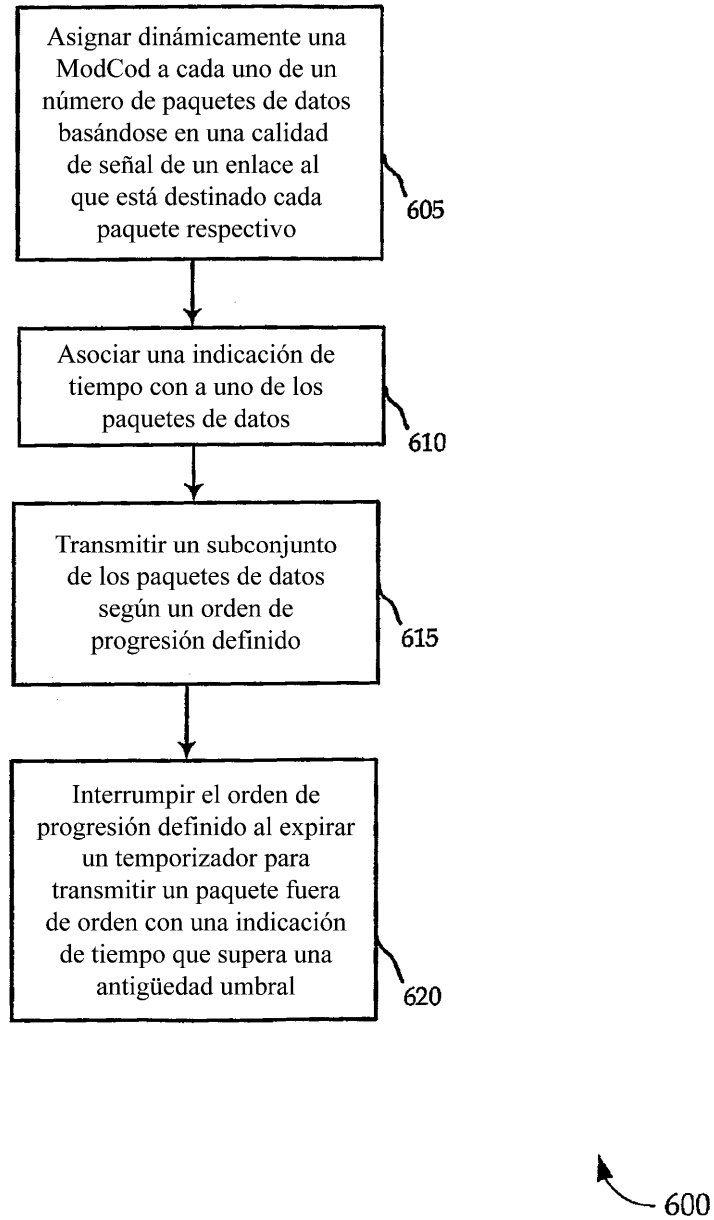 Asignar dinámicamente una
ModCod a cada uno de un
número de paquetes de datos
basándose en una calidad
de señal de un enlace al
que está destinado cada
paquete respectivo
605
Asociar una indicación de
tiempo con a uno de los
paquetes de datos
610
Transmitir un subconjunto
de los paquetes de datos
según un orden de
progresión definido
615
Interrumpir el orden de
progresión definido al expirar
un temporizador para
transmitir un paquete fuera
de orden con una indicación
de tiempo que supera una
antigüedad umbral
620
600